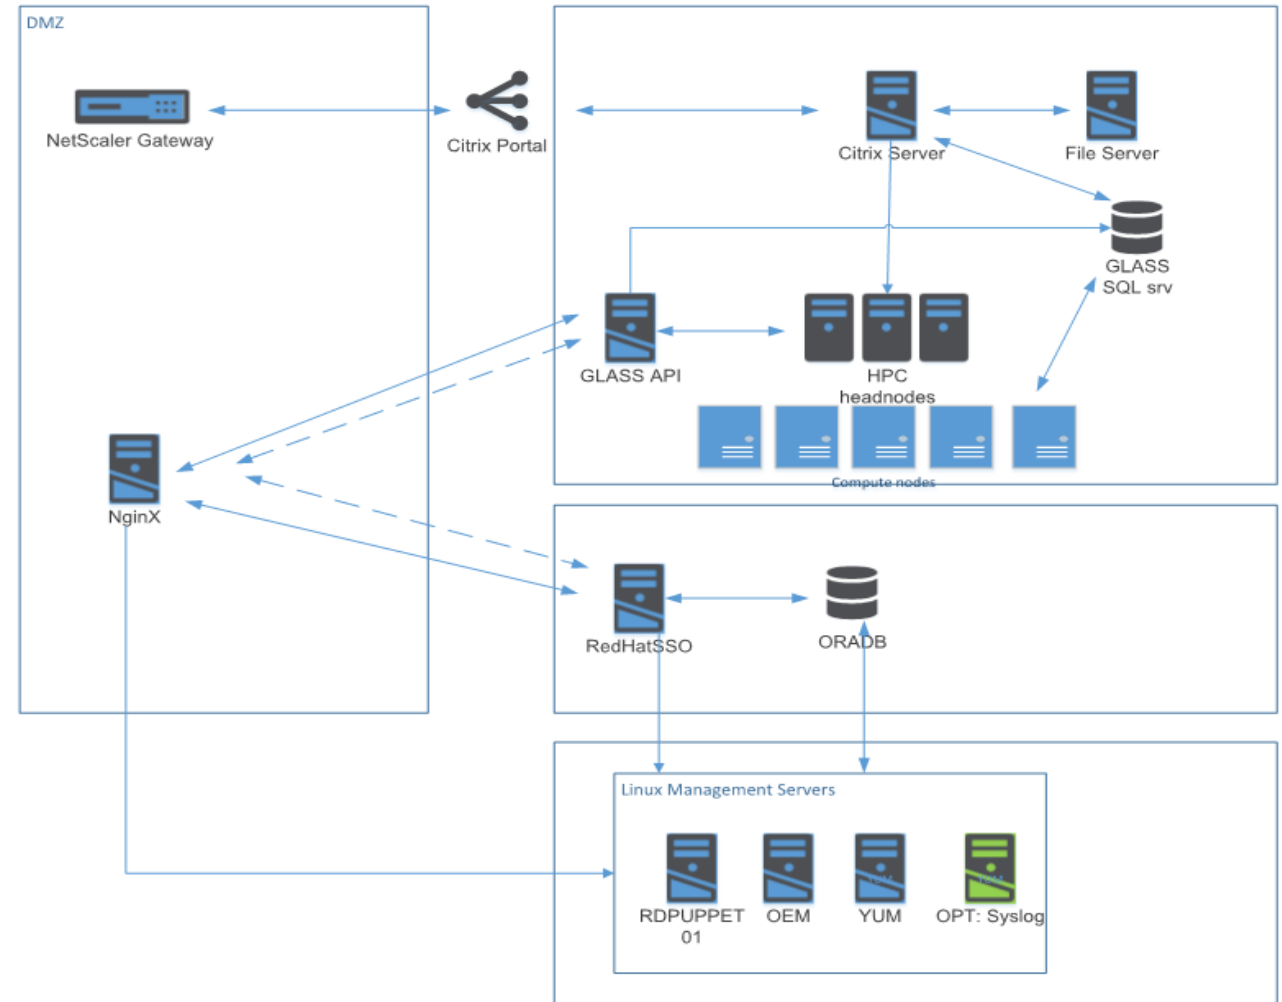 DMZ
NetScaler Gateway
Citrix Portal
Citrix Server
File Server
GLASS
SQL srv
GLASS API
HPC
headnodes
Compute nodes
NginX
RedHatSSO
ORADB
Linux Management Servers
RDPUPPET
01
OEM
YUM
OPT: Syslog